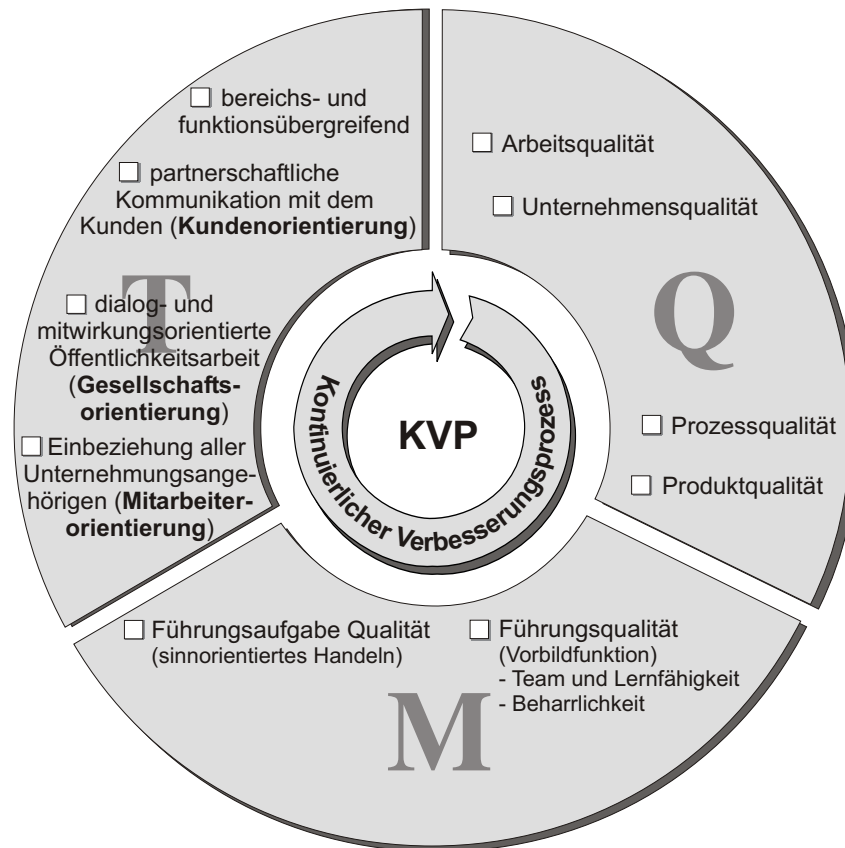 bereichs- und
funktionsübergreifend
partnerschaftliche
Kommunikation mit dem
Kunden (Kundenorientierung)
T
dialog- und
mitwirkungsorientierte
Öffentlichkeitsarbeit
(Gesellschafts-
orientierung)
Einbeziehung aller
Unternehmungsange-
hörigen (Mitarbeiter-
orientierung)
Arbeitsqualität
Unternehmensqualität
Q
Prozessqualität
Produktqualität
KVP
Kontinuierlicher Verbesserungsprozess
Führungsaufgabe Qualität
(sinnorientiertes Handeln)
Führungsqualität
(Vorbildfunktion)
- Team und Lernfähigkeit
- Beharrlichkeit
M